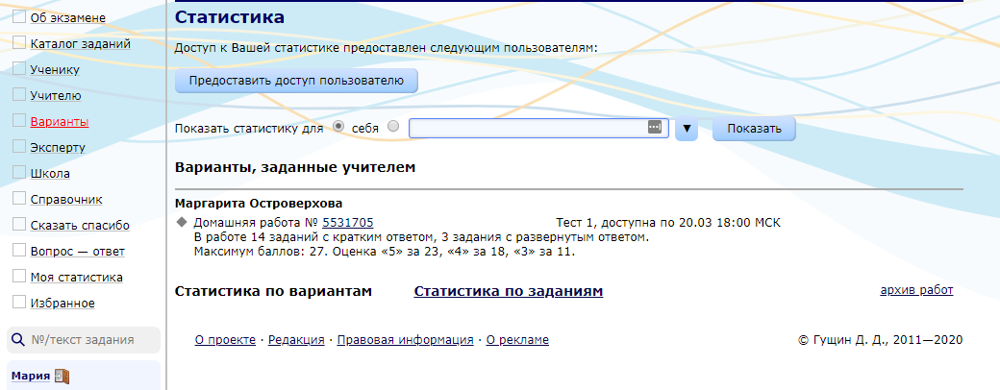 Об экзамене
Каталог заданий
Ученику
Учителю
Варианты
Эксперту
Школа
Справочник
Сказать спасибо
Вопрос — ответ
Моя статистика
Избранное
№/текст задания
Мария
Статистика
Доступ к Вашей статистике предоставлен следующим пользователям:
Предоставить доступ пользователю
Показать статистику для себя Показать
Варианты, заданные учителем
Маргарита Островерхова
Домашняя работа № 5531705 Тест 1, доступна по 20.03 18:00 МСК
В работе 14 заданий с кратким ответом, 3 задания с развернутым ответом.
Максимум баллов: 27. Оценка «5» за 23, «4» за 18, «3» за 11.
Статистика по вариантам Статистика по заданиям архив работ
О проекте · Редакция · Правовая информация · О рекламе © Гущин Д. Д., 2011—2020